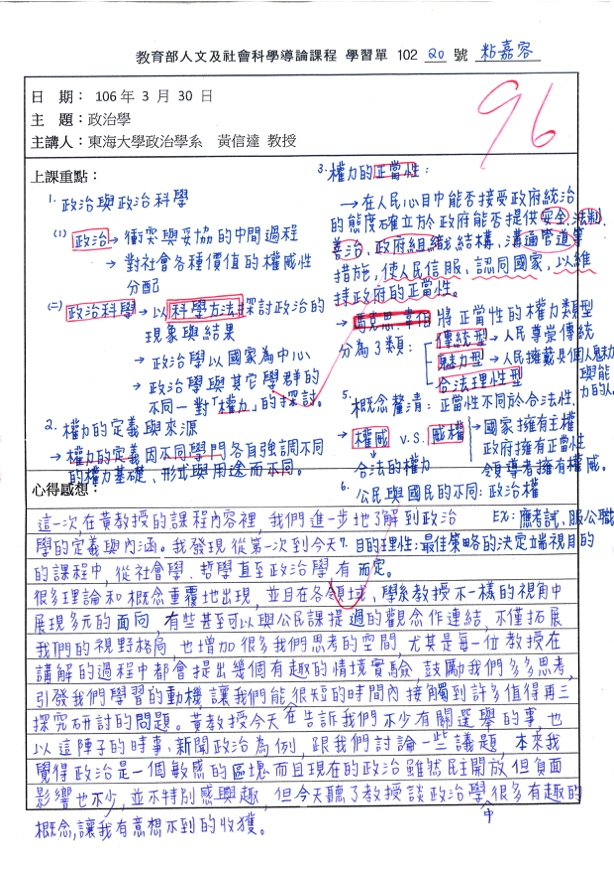 教育部人文及社會科學導論課程 學習單 102 20 號 粘嘉容
96
日 期： 106 年 3 月 30 日
主 題：政治學
主講人：東海大學政治學系 黃信達 教授
上課重點：
1. 政治與政治科學
(一) 政治→衝突與妥協的中間過程
→對社會各種價值的權威性
分配
(二) 政治科學→以科學方法探討政治的
現象與結果
→政治學以國家為中心
→政治學與其它學群的
不同一對「權力」的探討。
2. 權力的定義與來源
→權力的定義因不同學門各自強調不同
的權力基礎、形式與用途而不同。
3. 權力的正當性：
→在人民心目中能否接受政府統治
的態度確立於政府能否提供安全、法制、
善治、政府組織結構，溝通管道等
措施，使人民信服、認同國家，以維
持政府的正當性。
→馬克思·韋伯將正當性的權力類型
分為3類：
傳統型→人民尊崇傳統
魅力型→人民擁戴具個人魅力
與能
力的人。
合法理性型
5. 概念釐清：正當性不同於合法性
→權威 v.s. 威權→國家擁有主權
政府擁有正當性
合法的權力 領導者擁有權威。
6. 公民與國民的不同：政治權
Ex：應考試、服公職
7. 目的理性：最佳策略的決定端視目的
而定。
心得感想：
這一次，在黃教授的課程內容裡，我們進一步地了解到政治
學的定義與內涵。我發現從第一次到今天
的課程中，從社會學、哲學直至政治學有
很多理論和概念重覆地出現，並且在各領域、學系教授不一樣的視角中
展現多元的面向，有些甚至可以與公民課提過的觀念作連結，不僅拓展
我們的視野格局，也增加很多我們思考的空間，尤其是每一位教授在
講解的過程中都會提出幾個有趣的情境實驗，鼓勵我們多多思考，
引發我們學習的動機，讓我們能很短的時間內接觸到許多值得再三
探究研討的問題。黃教授今天在告訴我們不少有關選舉的事，也
以這陣子的時事、新聞政治為例，跟我們討論一些議題，本來我
覺得政治是一個敏感的區塊而且現在的政治雖號民主開放，但負面
影響也不少，並不特別感興趣，但今天聽了教授談政治學中很多有趣的
概念，讓我有意想不到的收獲。